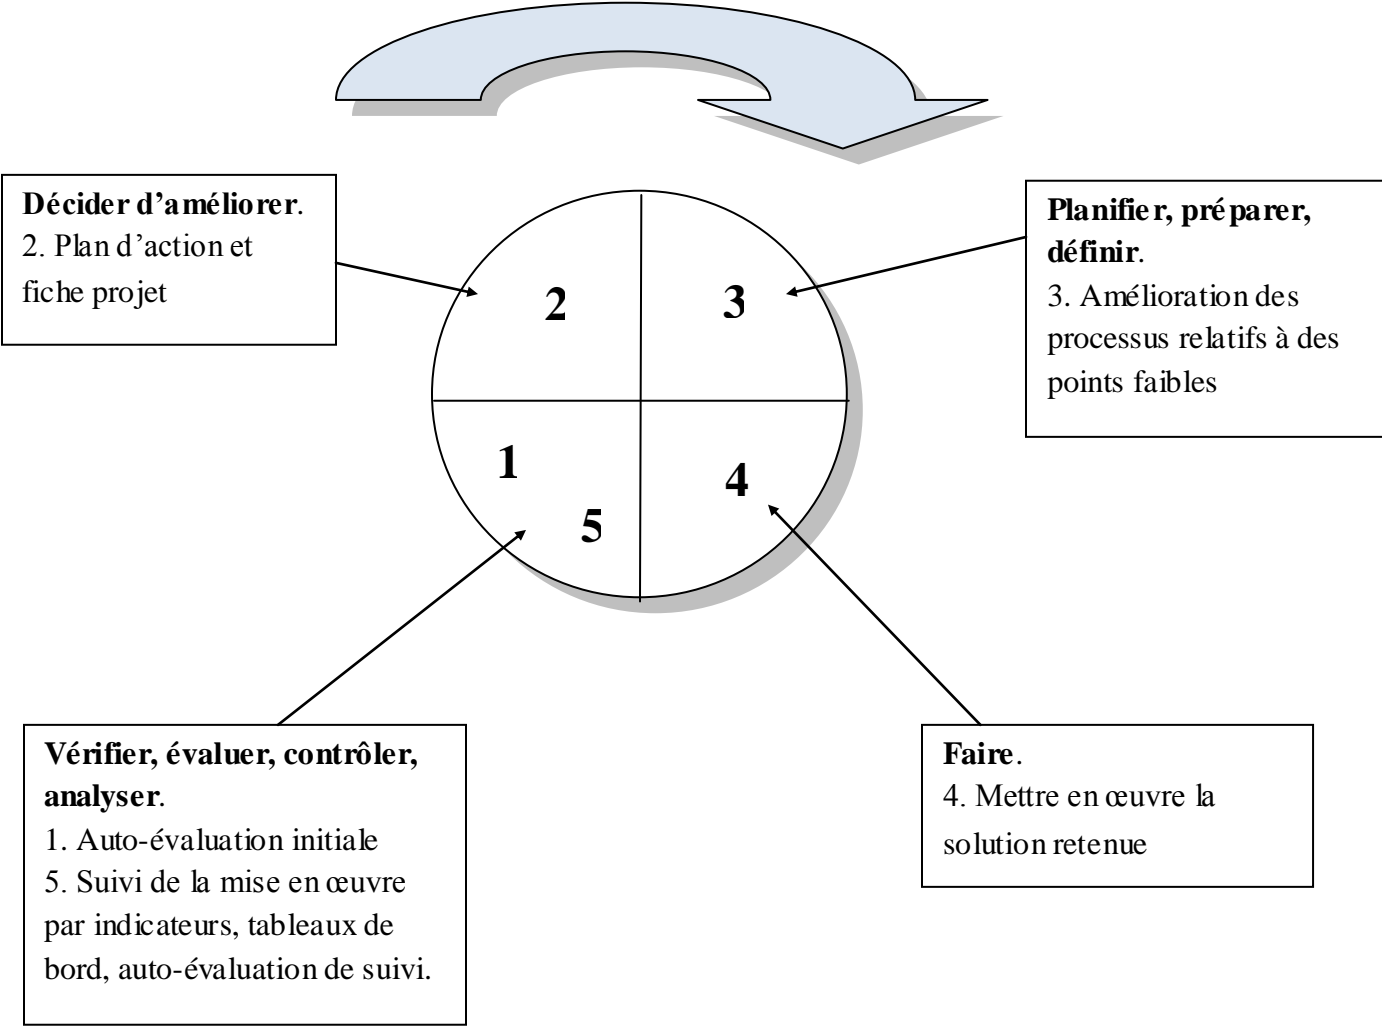 Décider d’améliorer.
2. Plan d’action et
fiche projet
Planifier, préparer,
définir.
3. Amélioration des
processus relatifs à des
points faibles
2
3
1
4
5
Vérifier, évaluer, contrôler,
analyser.
1. Auto-évaluation initiale
5. Suivi de la mise en œuvre
par indicateurs, tableaux de
bord, auto-évaluation de suivi.
Faire.
4. Mettre en œuvre la
solution retenue